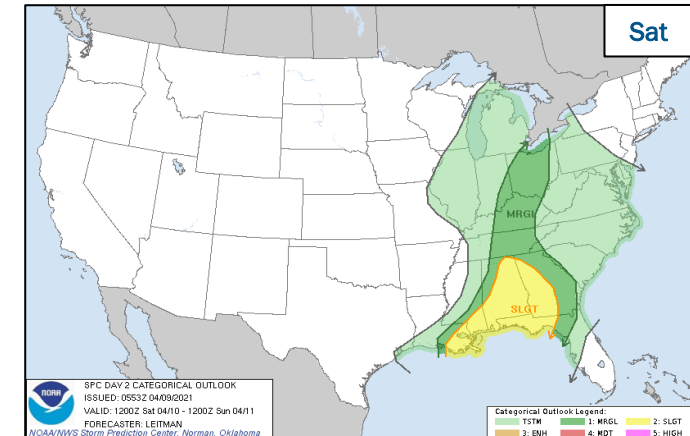 Sat
MRGL
SLGT
NOAA
SPC DAY 2 CATEGORICAL OUTLOOK
ISSUED: 0553Z 04/09/2021
VALID: 1200Z Sat 04/10 - 1200Z Sun 04/11
FORECASTER: LEITMAN
NOAA/NWS Storm Prediction Center, Norman, Oklahoma
Categorical Outlook Legend:
TSTM 1: MRGL 2: SLGT
3: ENH 4: MDT 5: HIGH